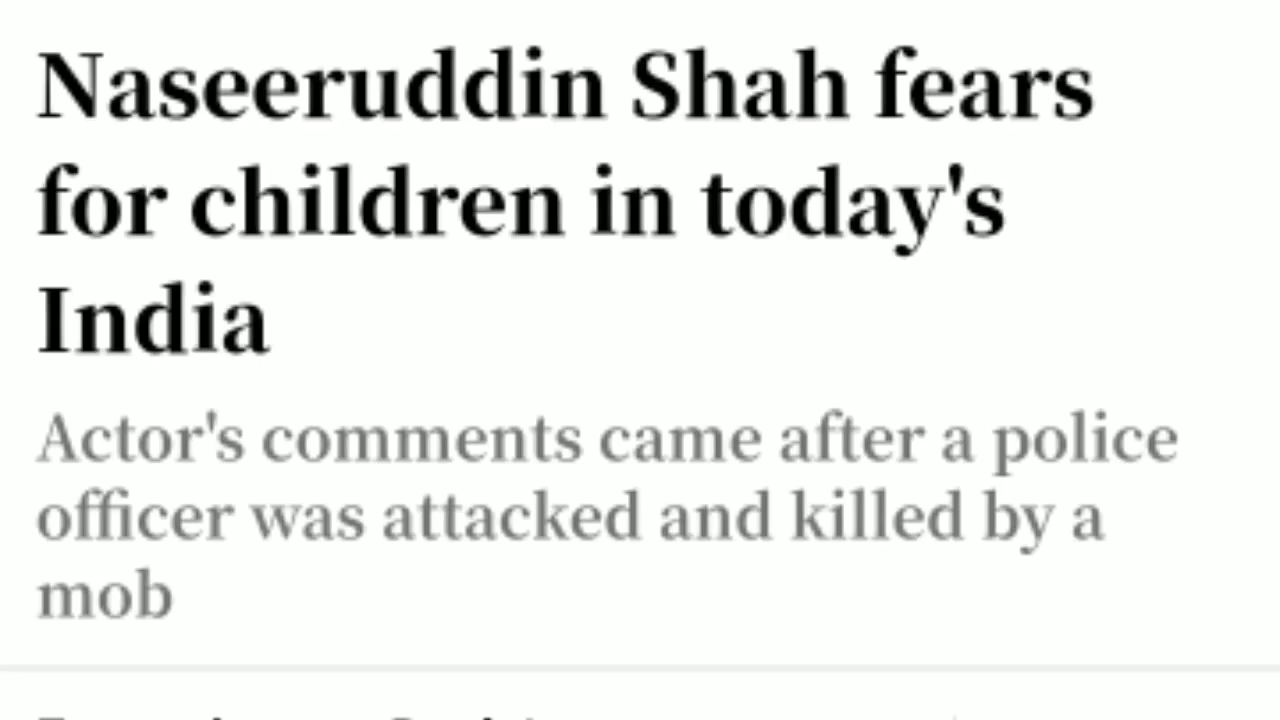 Naseeruddin Shah fears
for children in today's
India
Actor's comments came after a police
officer was attacked and killed by a
mob